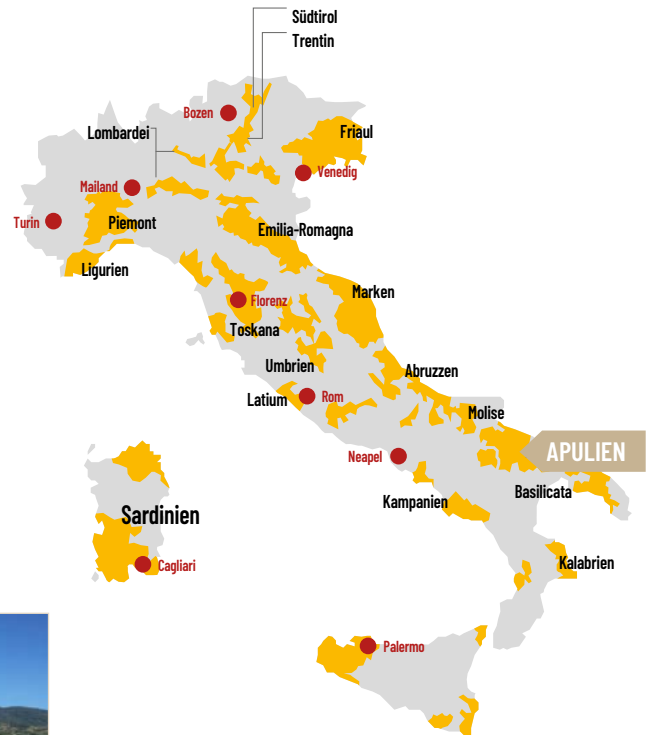 Südtirol
Trentin
Bozen
Lombardei
Friaul
Venedig
Mailand
Turin
Piemont
Emilia-Romagna
Ligurien
Marken
Florenz
Toskana
Umbrien
Abruzzen
Latium
Rom
Molise
Neapel
APULIEN
Kampanien
Basilicata
Sardinien
Cagliari
Kalabrien
Palermo